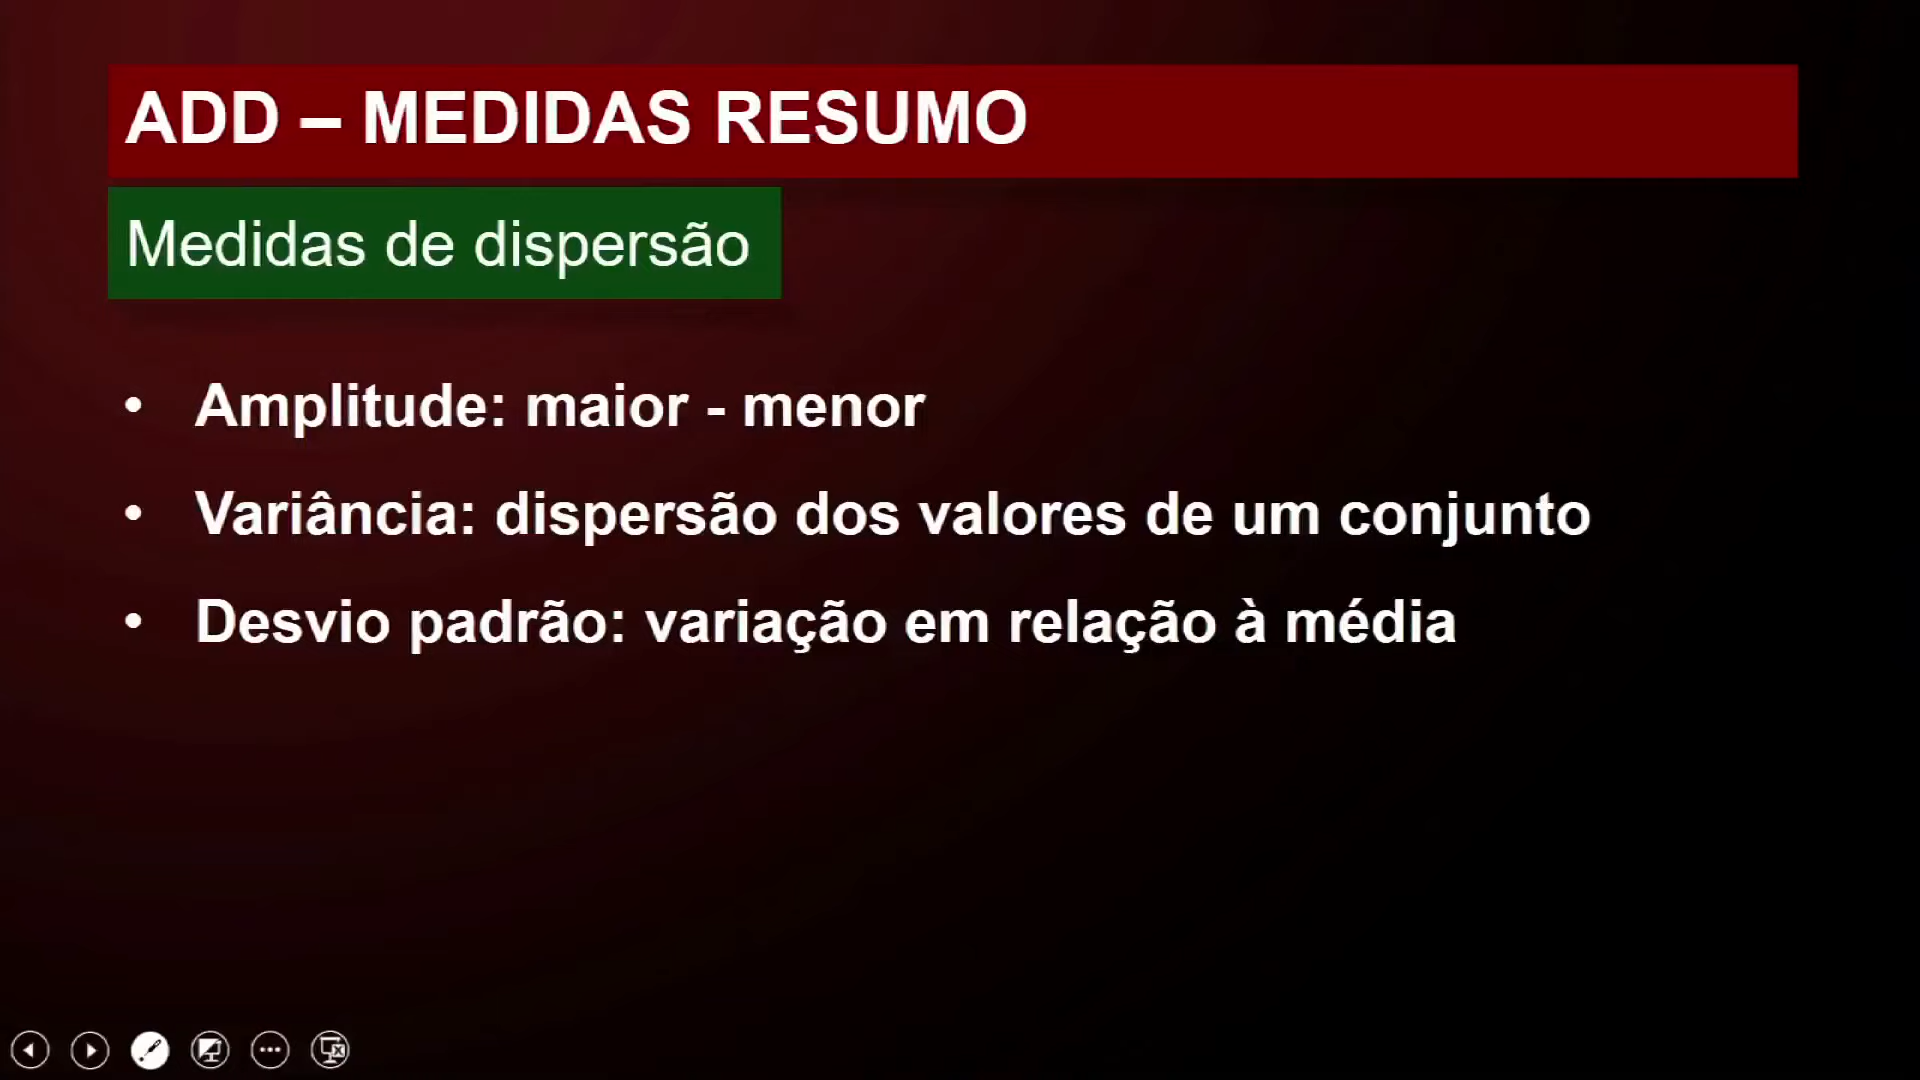 ADD – MEDIDAS RESUMO
Medidas de dispersão
• Amplitude: maior - menor
• Variância: dispersão dos valores de um conjunto
• Desvio padrão: variação em relação à média